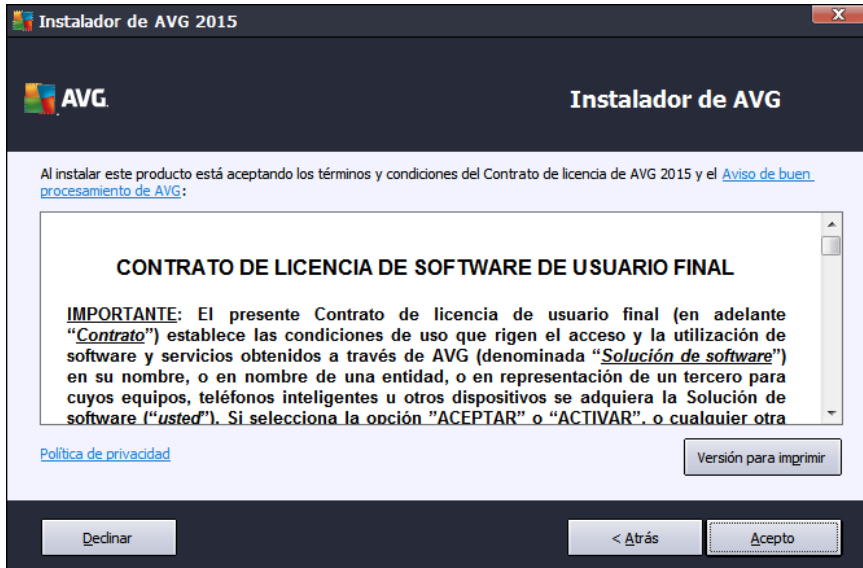 Instalador de AVG 2015
X
AVG.
Instalador de AVG
Al instalar este producto está aceptando los términos y condiciones del Contrato de licencia de AVG 2015 y el Aviso de buen
procesamiento de AVG:
CONTRATO DE LICENCIA DE SOFTWARE DE USUARIO FINAL
IMPORTANTE: El presente Contrato de licencia de usuario final (en adelante
“Contrato”) establece las condiciones de uso que rigen el acceso y la utilización de
software y servicios obtenidos a través de AVG (denominada “Solución de software”)
en su nombre, o en nombre de una entidad, o en representación de un tercero para
cuyos equipos, teléfonos inteligentes u otros dispositivos se adquiera la Solución de
software (“usted”). Si selecciona la opción ”ACEPTAR” o “ACTIVAR”, o cualquier otra
Política de privacidad
Versión para imprimir
Declinar
< Atrás
Acepto